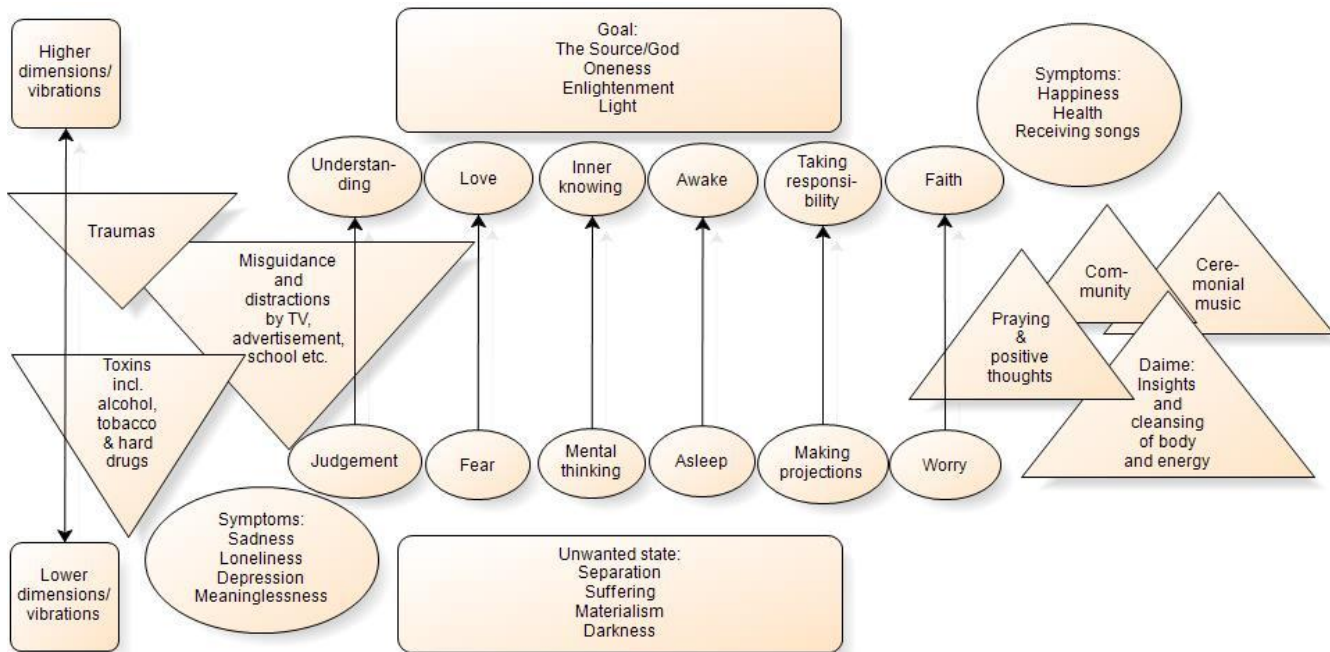 Higher
dimensions/
vibrations
Goal:
The Source/God
Oneness
Enlightenment
Light
Symptoms:
Happiness
Health
Receiving songs
Understan-
ding
Love
Inner
knowing
Awake
Taking
responsi-
bility
Faith
Traumas
Misguidance
and
distractions
by TV,
advertisement,
school etc.
Toxins
incl.
alcohol,
tobacco
& hard
drugs
Com-
munity
Cere-
monial
music
Praying
&
positive
thoughts
Daime:
Insights
and
cleansing
of body
and energy
Judgement
Fear
Mental
thinking
Asleep
Making
projections
Worry
Symptoms:
Sadness
Loneliness
Depression
Meaninglessness
Lower
dimensions/
vibrations
Unwanted state:
Separation
Suffering
Materialism
Darkness